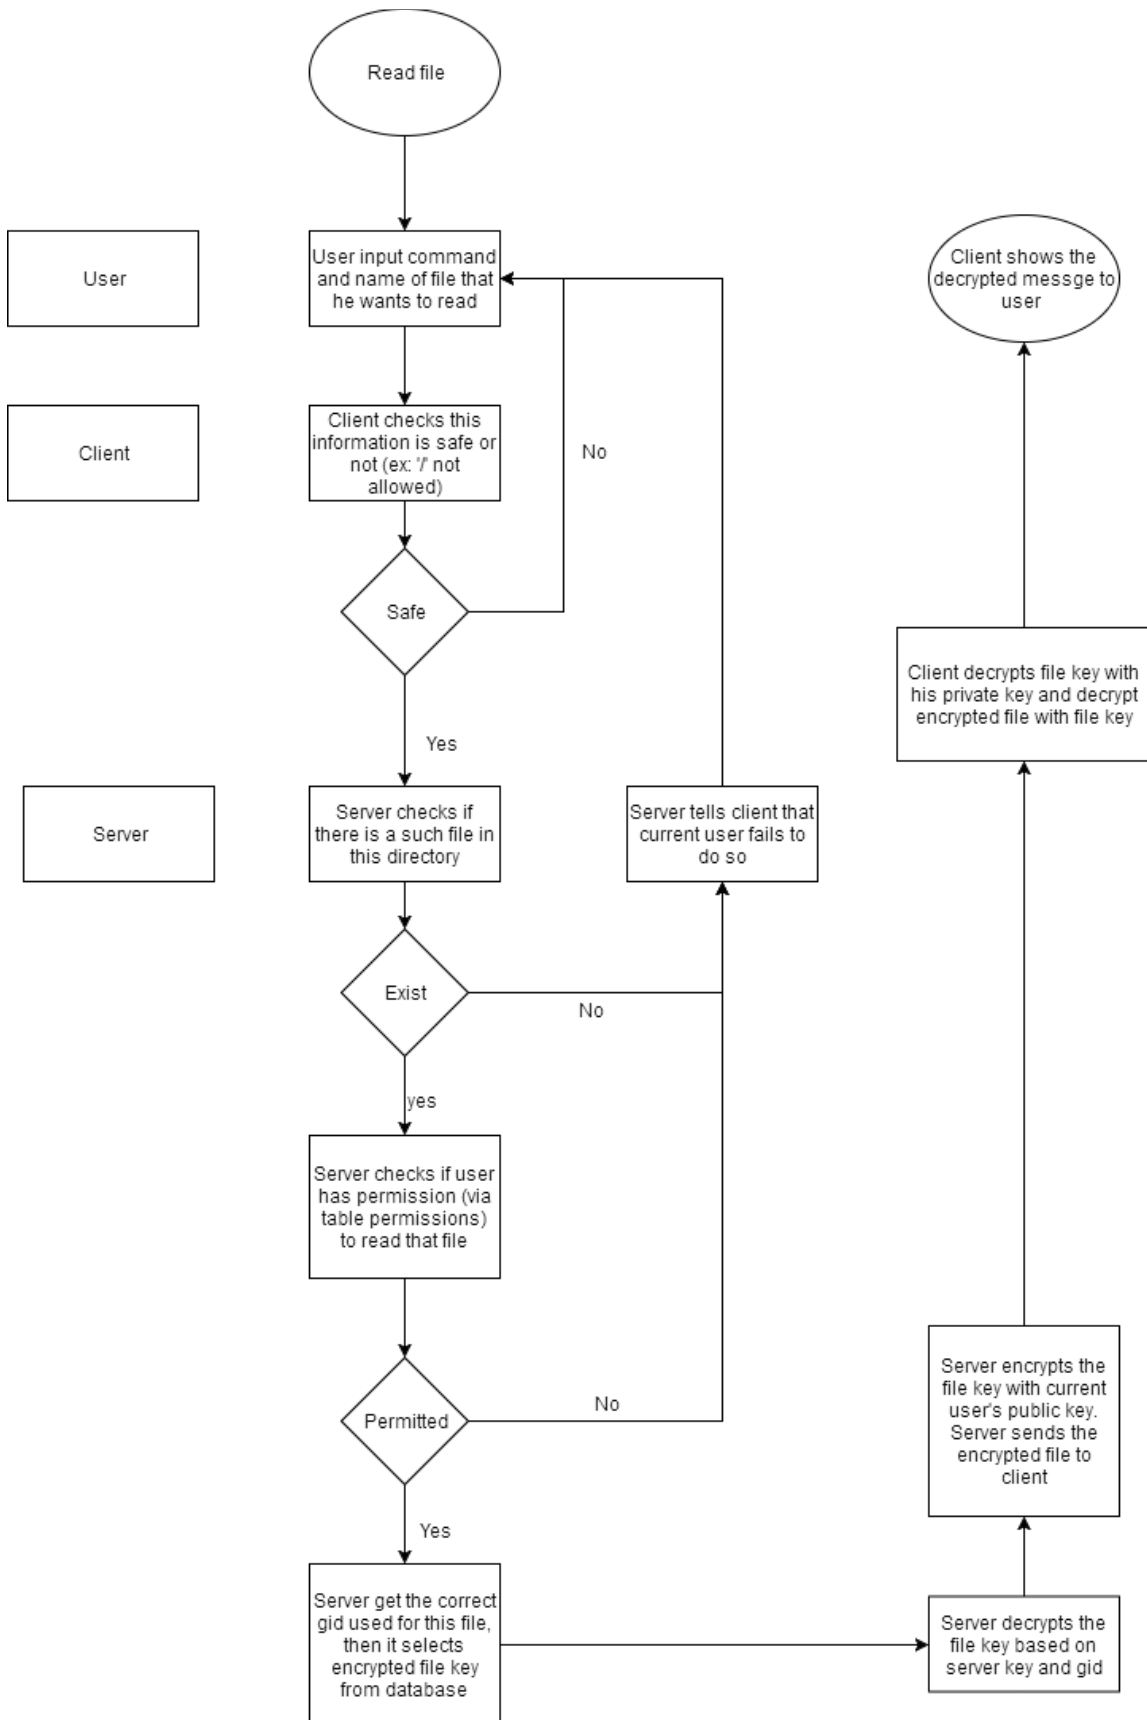 Read file
User
User input command
and name of file that
he wants to read
Client shows the
decrypted messge to
user
Client
Client checks this
information is safe or
not (ex: '/' not
allowed)
No
Safe
Client decrypts file key with
his private key and decrypt
encrypted file with file key
Yes
Server
Server checks if
there is a such file in
this directory
Server tells client that
current user fails to
do so
Exist
No
yes
Server checks if user
has permission (via
table permissions)
to read that file
Permitted
No
Server encrypts the
file key with current
user's public key.
Server sends the
encrypted file to
client
Yes
Server get the correct
gid used for this file,
then it selects
encrypted file key
from database
Server decrypts the
file key based on
server key and gid